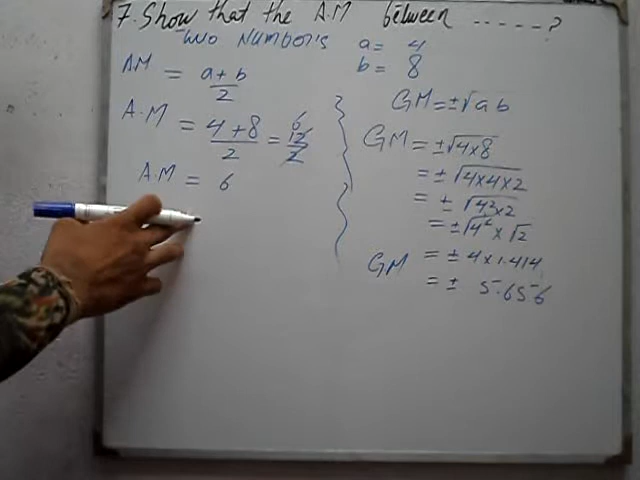 7. Show that the A.M between ......?
two Numbers
a = 4
b = 8
AM = a+b/2
A.M = 4+8/2 = 12/2 6
A.M = 6
GM = ±√ab
GM = ±√4×8
= ±√4×4×2
= ±√4²×2
= ±√4² × √2
GM = ±4×1.414
= ± 5.656